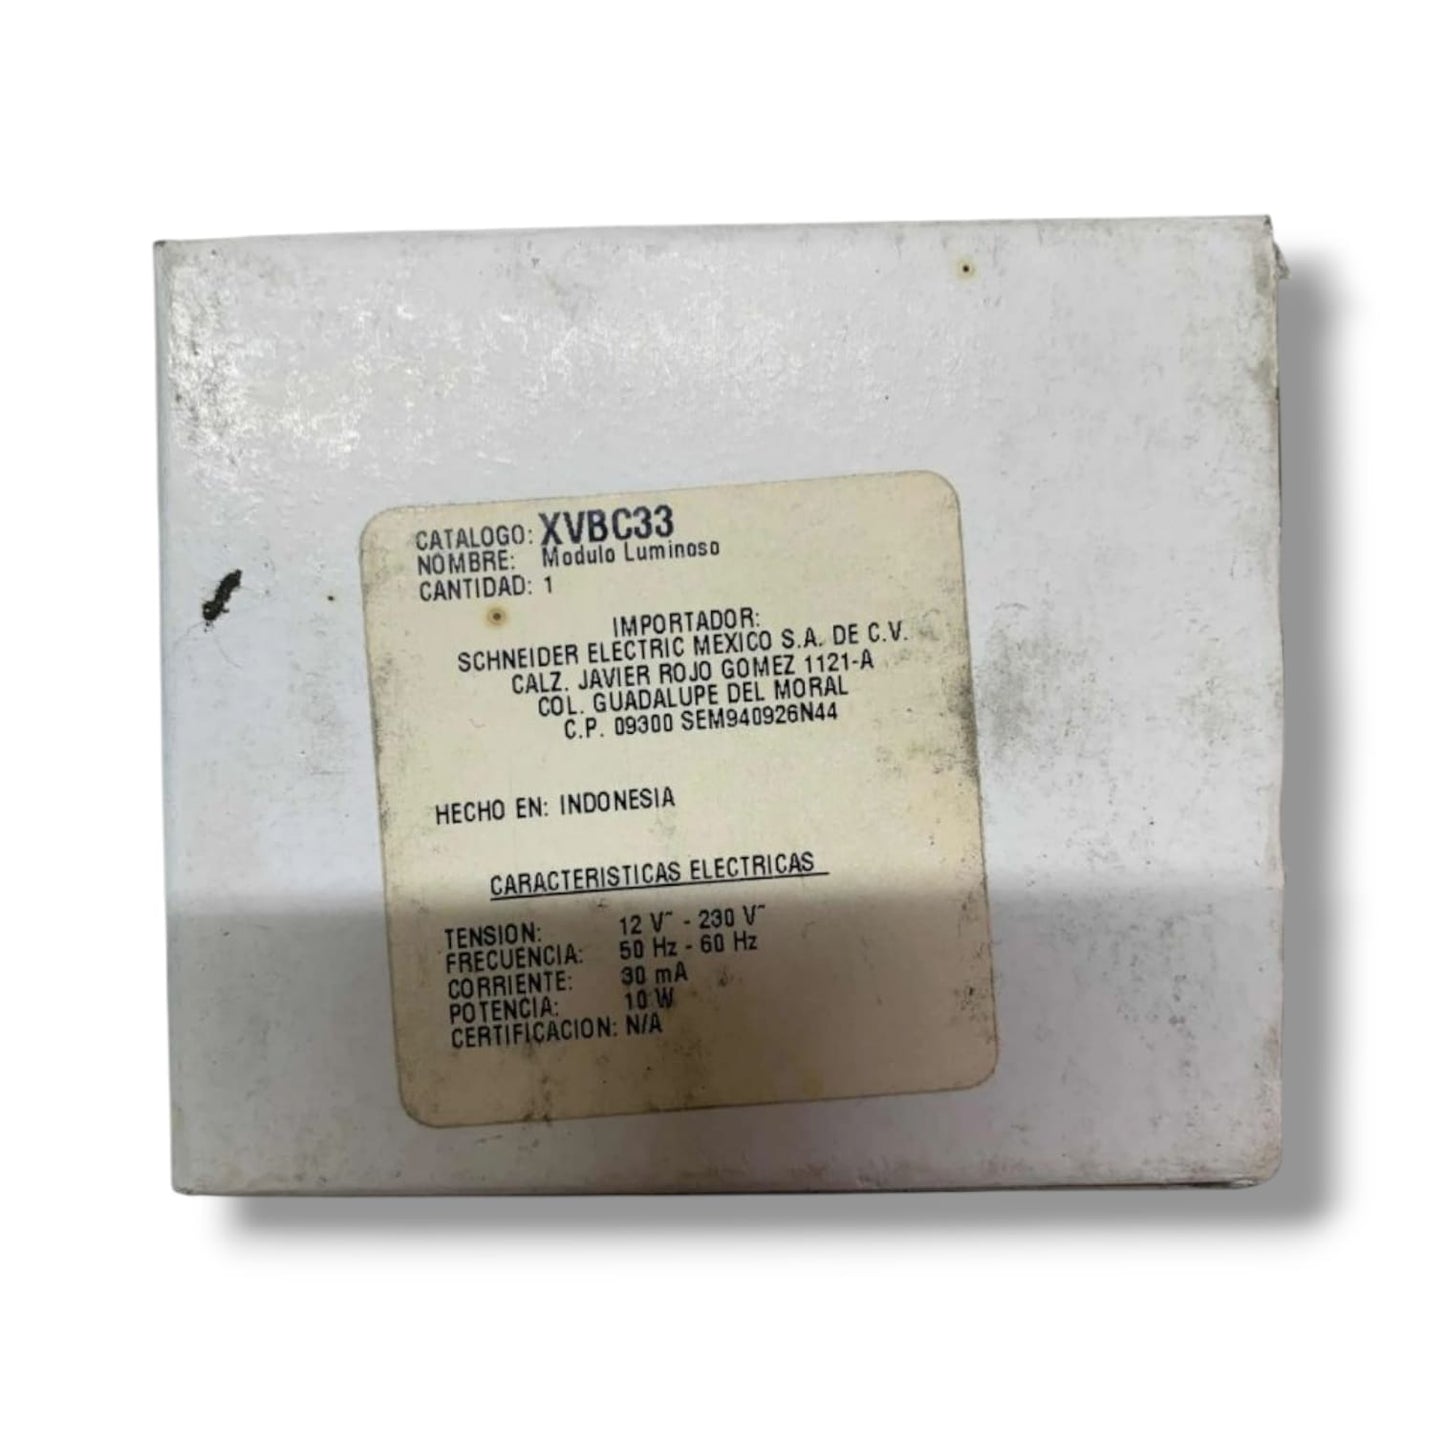 CATALOGO: XVBC33
NOMBRE: Modulo Luminoso
CANTIDAD: 1
IMPORTADOR:
SCHNEIDER ELECTRIC MEXICO S.A. DE C.V.
CALZ. JAVIER ROJO GOMEZ 1121-A
COL. GUADALUPE DEL MORAL
C.P. 09300 SEM940926N44
HECHO EN: INDONESIA
CARACTERISTICAS ELECTRICAS
TENSION: 12 V~ - 230 V~
FRECUENCIA: 50 Hz - 60 Hz
CORRIENTE: 30 mA
POTENCIA: 10 W
CERTIFICACION: N/A